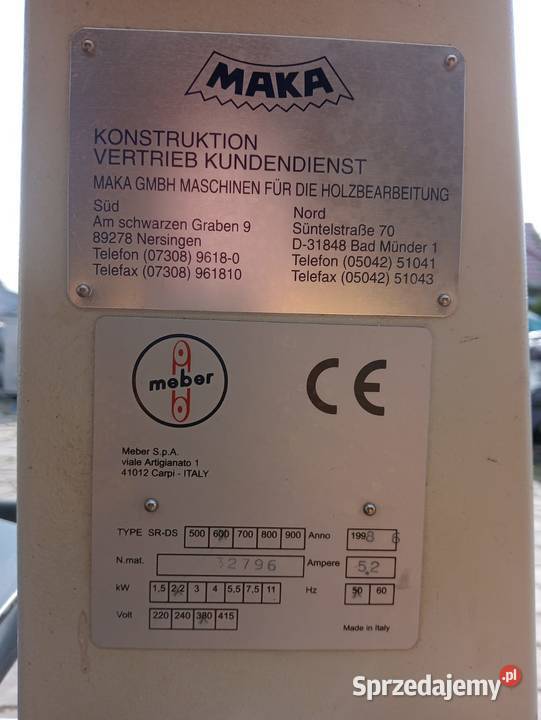 MAKA
KONSTRUKTION
VERTRIEB KUNDENDIENST
MAKA GMBH MASCHINEN FÜR DIE HOLZBEARBEITUNG
Süd
Am schwarzen Graben 9
89278 Nersingen
Telefon (07308) 9618-0
Telefax (07308) 961810
Nord
Süntelstraße 70
D-31848 Bad Münder 1
Telefon (05042) 51041
Telefax (05042) 51043
meber
CE
Meber S.p.A.
viale Artigianato 1
41012 Carpi - ITALY
TYPE SR-DS 500 600 700 800 900 Anno 1998 6
N.mat. 32796 Ampere 5.2
kW 1,5 2,2 3 4 5,5 7,5 11 Hz 50 60
Volt 220 240 380 415
Made in Italy
Sprzedajemy.pl